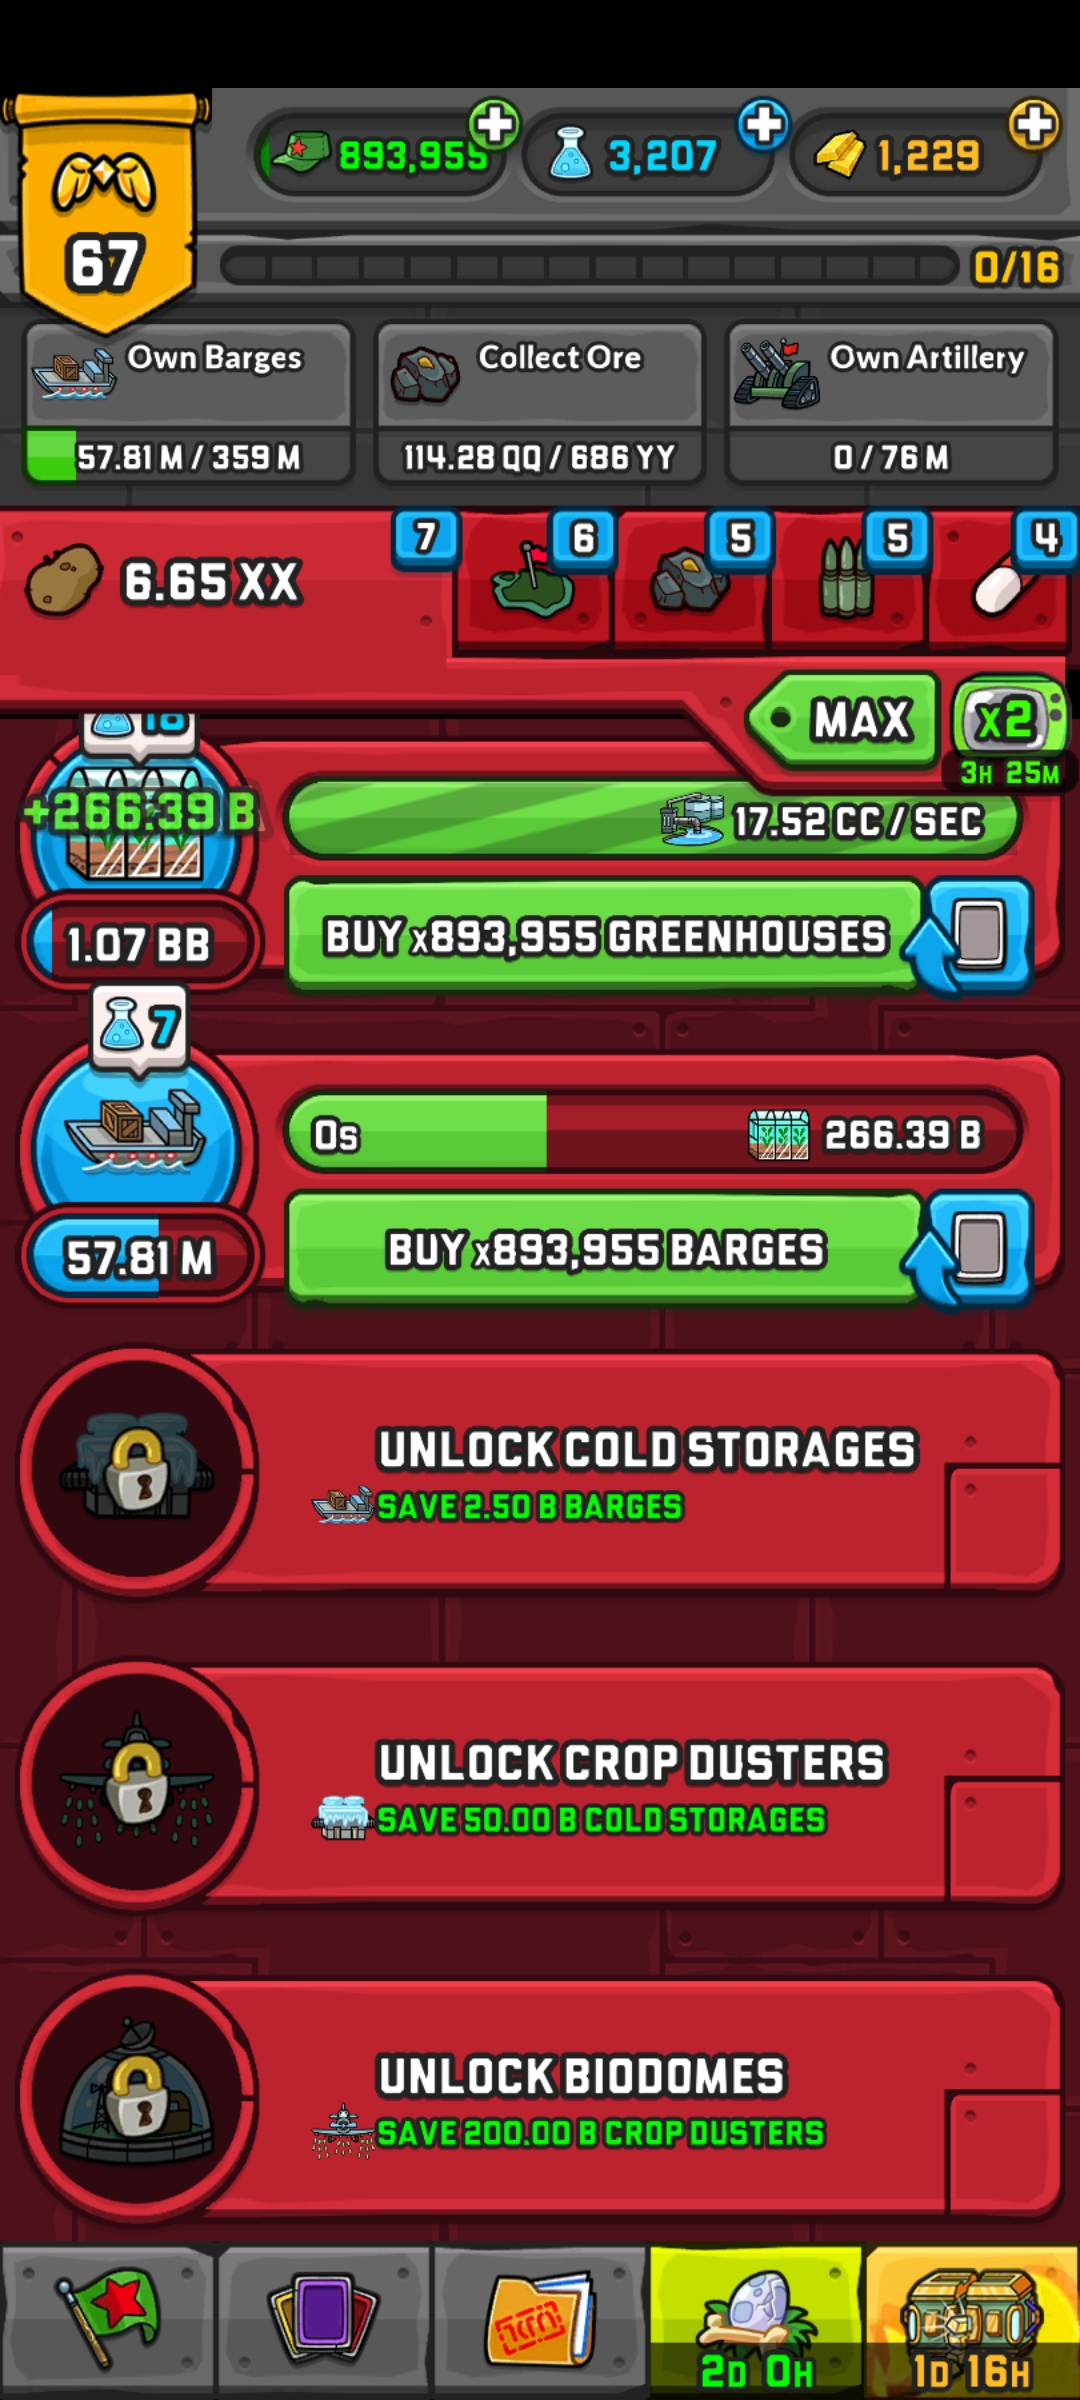 893,955
3,207
1,229
67
0/16
Own Barges
57.81 M / 359 M
Collect Ore
114.28 QQ / 686 YY
Own Artillery
0 / 76 M
6.65 XX
7
6
5
5
4
MAX
x2
3H 25M
18
+266.39 B
17.52 CC / SEC
1.07 BB
BUY x893,955 GREENHOUSES
7
0s
266.39 B
57.81 M
BUY x893,955 BARGES
UNLOCK COLD STORAGES
SAVE 2.50 B BARGES
UNLOCK CROP DUSTERS
SAVE 50.00 B COLD STORAGES
UNLOCK BIODOMES
SAVE 200.00 B CROP DUSTERS
2D 0H
1D 16H